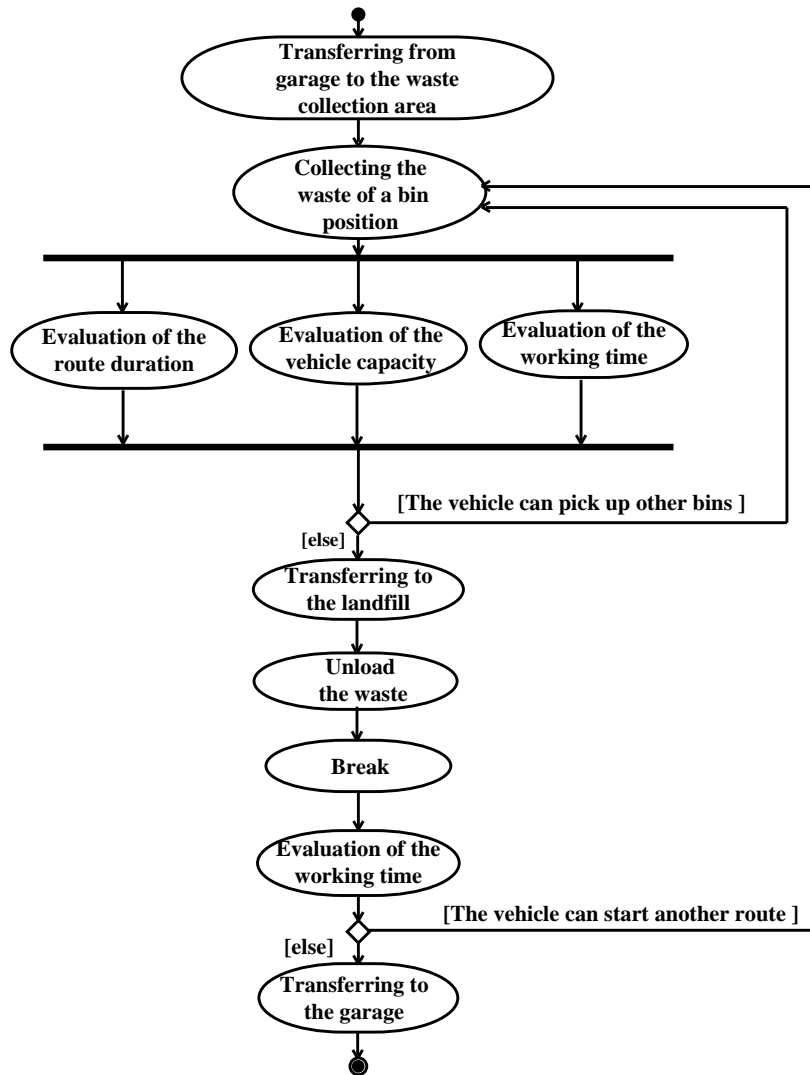 Transferring from
garage to the waste
collection area
Collecting the
waste of a bin
position
Evaluation of the
route duration
Evaluation of the
vehicle capacity
Evaluation of the
working time
[The vehicle can pick up other bins ]
[else]
Transferring to
the landfill
Unload
the waste
Break
Evaluation of the
working time
[The vehicle can start another route ]
[else]
Transferring to
the garage